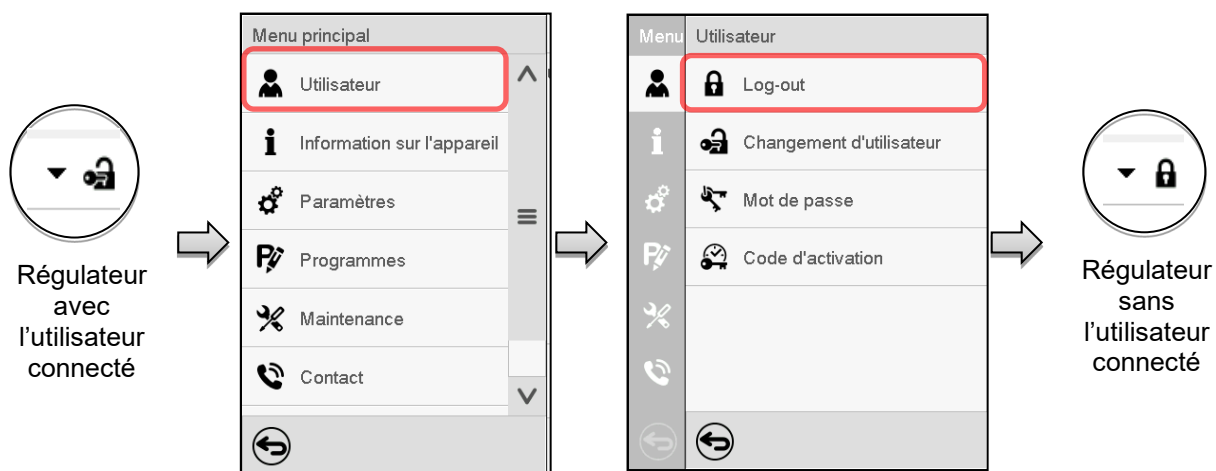 Régulateur
avec
l’utilisateur
connecté
Menu principal
Utilisateur
Information sur l'appareil
Paramètres
Programmes
Maintenance
Contact
Menu
Utilisateur
Log-out
Changement d'utilisateur
Mot de passe
Code d'activation
Régulateur
sans
l’utilisateur
connecté